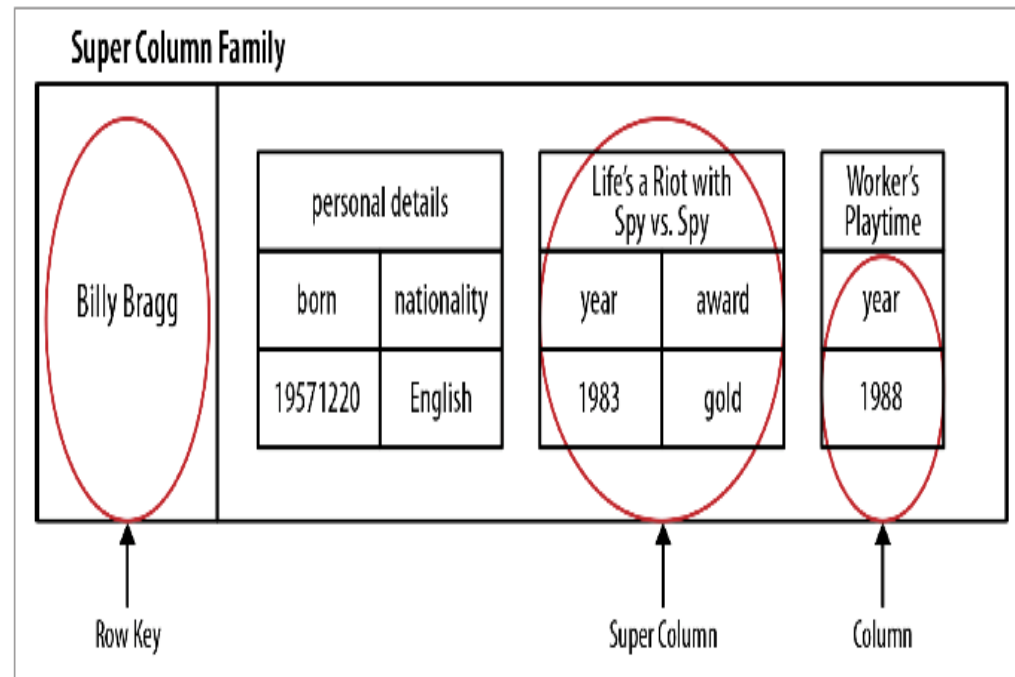 Super Column Family
Billy Bragg
personal details
born
nationality
19571220
English
Life's a Riot with
Spy vs. Spy
year
award
1983
gold
Worker's
Playtime
year
1988
Row Key
Super Column
Column